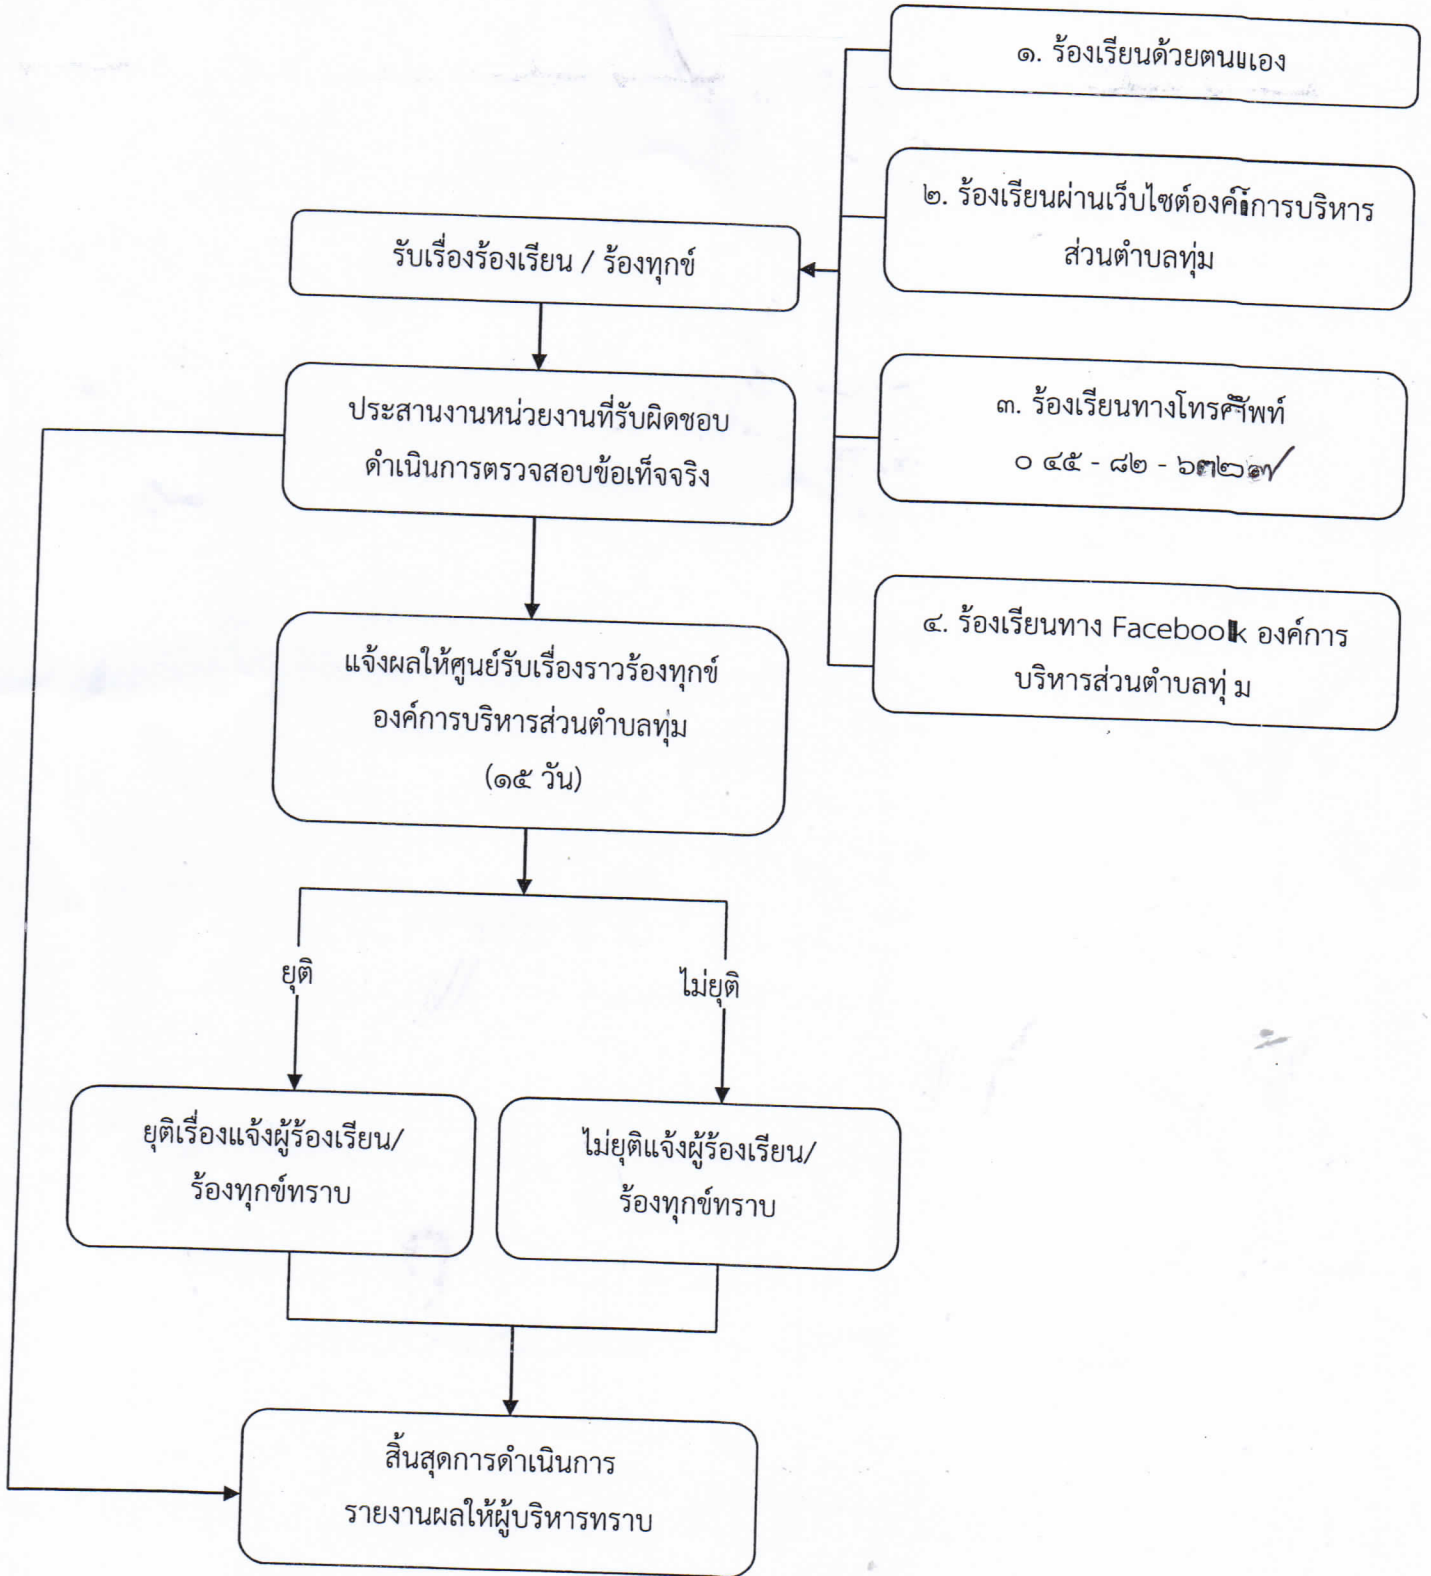 ๑. ร้องเรียนด้วยตนเอง
๒. ร้องเรียนผ่านเว็บไซต์องค์การบริหาร
ส่วนตำบลทุ่ม
รับเรื่องร้องเรียน / ร้องทุกข์
๓. ร้องเรียนทางโทรศัพท์
๐ ๔๕ - ๘๒ -
ประสานงานหน่วยงานที่รับผิดชอบ
ดำเนินการตรวจสอบข้อเท็จจริง
๔. ร้องเรียนทาง Facebook องค์การ
บริหารส่วนตำบลทุ่ม
แจ้งผลให้ศูนย์รับเรื่องราวร้องทุกข์
องค์การบริหารส่วนตำบลทุ่ม
(๑๕ วัน)
ยุติ
ไม่ยุติ
ยุติเรื่องแจ้งผู้ร้องเรียน/
ร้องทุกข์ทราบ
ไม่ยุติแจ้งผู้ร้องเรียน/
ร้องทุกข์ทราบ
สิ้นสุดการดำเนินการ
รายงานผลให้ผู้บริหารทราบ